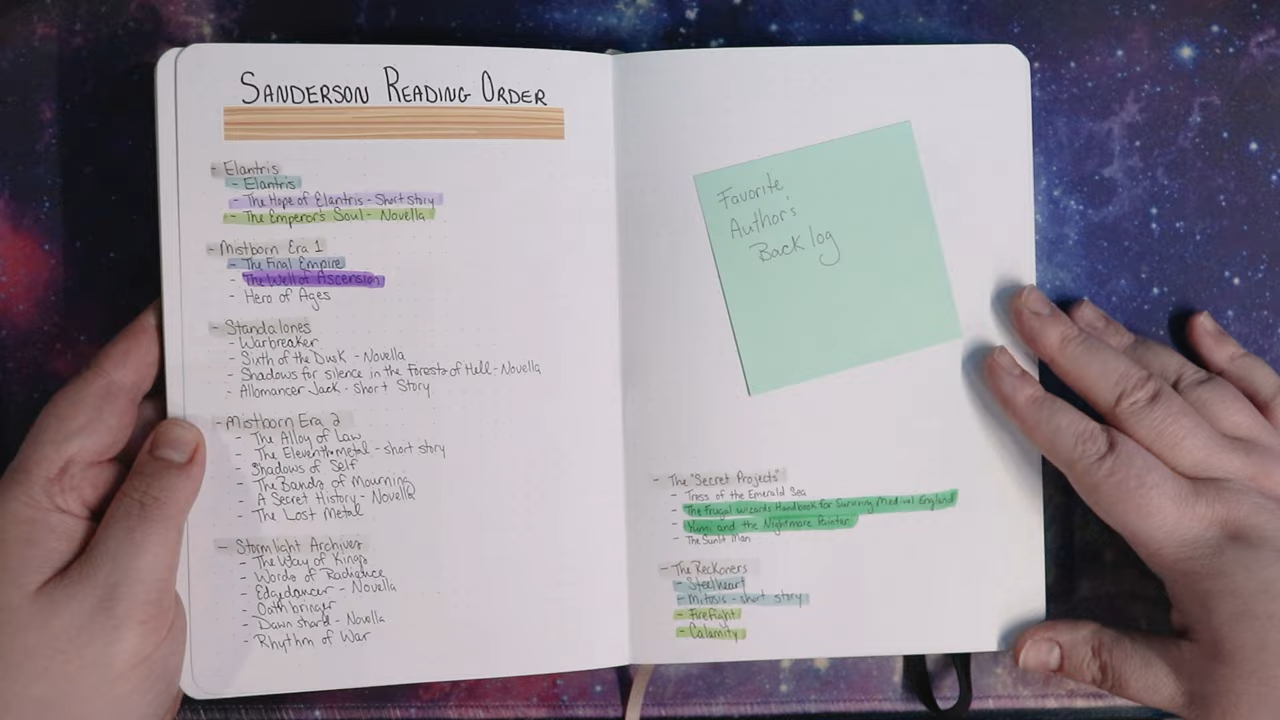 SANDERSON READING ORDER
- Elantris
- Elantris
- The Hope of Elantris - Short story
- The Emperor's Soul - Novella
- Mistborn Era 1
- The Final Empire
- The Well of Ascension
- Hero of Ages
- Standalones
- Warbreaker
- Sixth of the Dusk - Novella
- Shadows for silence in the Forests of Hell - Novella
- Allomancer Jack - short Story
- Mistborn Era 2
- The Alloy of Law
- The Eleventh metal - short story
- Shadows of Self
- The Bands of Mourning
- A Secret History - Novella
- The Lost Metal
- Stormlight Archives
- The Way of Kings
- Words of Radiance
- Edgedancer - Novella
- Oathbringer
- Dawn shard - Novella
- Rhythm of War
Favorite
Author's
Backlog
- The "Secret Projects"
- Tress of the Emerald Sea
- The frugal wizards Handbook for Surviving Medival England
- Yumi and the Nightmare Painter
- The Sunlit Man
- The Reckoners
- Steelheart
- Mitosis - short story
- Firefight
- Calamity